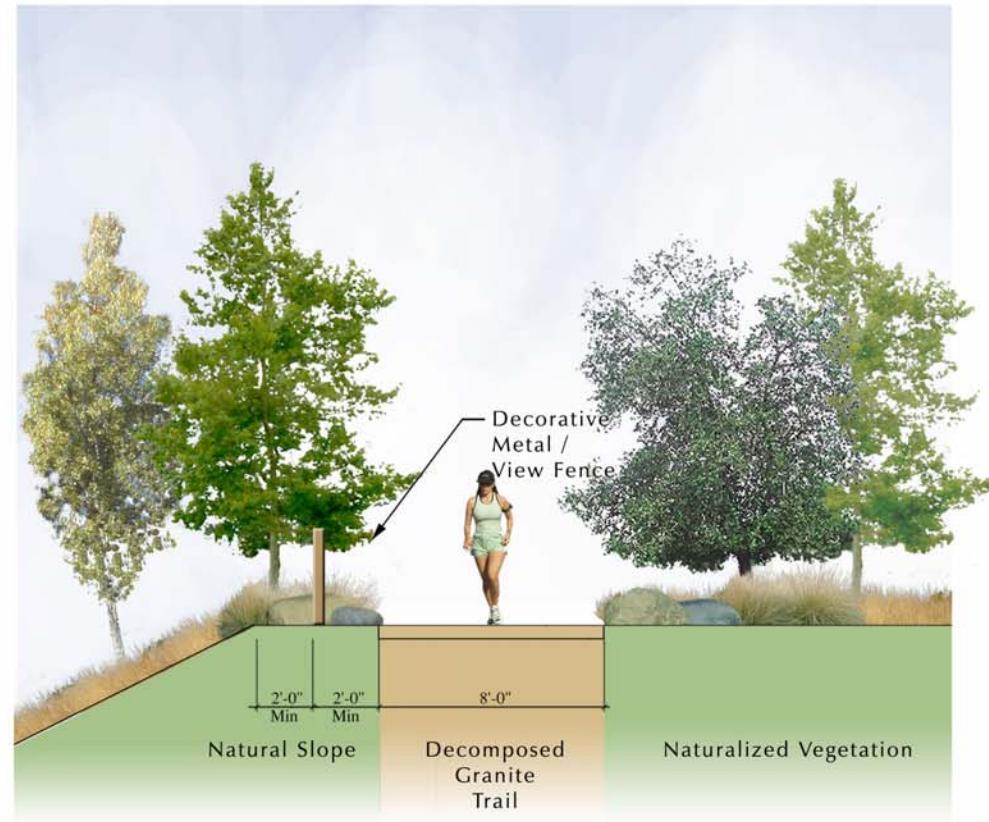 Decorative
Metal /
View Fence
2'-0"
Min
2'-0"
Min
8'-0"
Natural Slope
Decomposed
Granite
Trail
Naturalized Vegetation